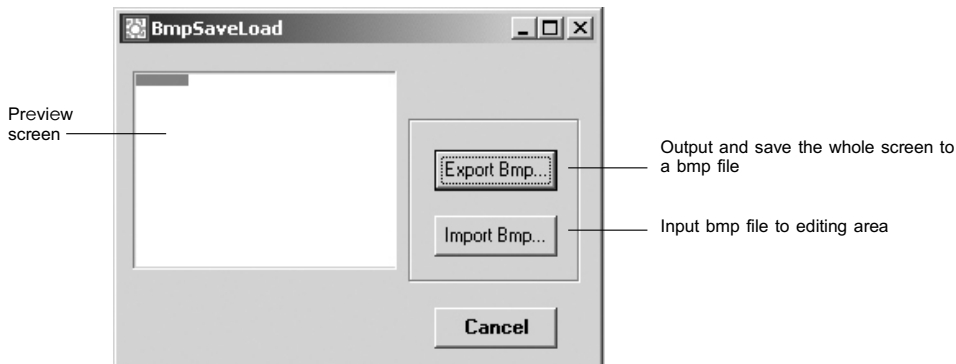 BmpSaveLoad
Preview
screen
Export Bmp...
Output and save the whole screen to
a bmp file
Import Bmp...
Input bmp file to editing area
Cancel